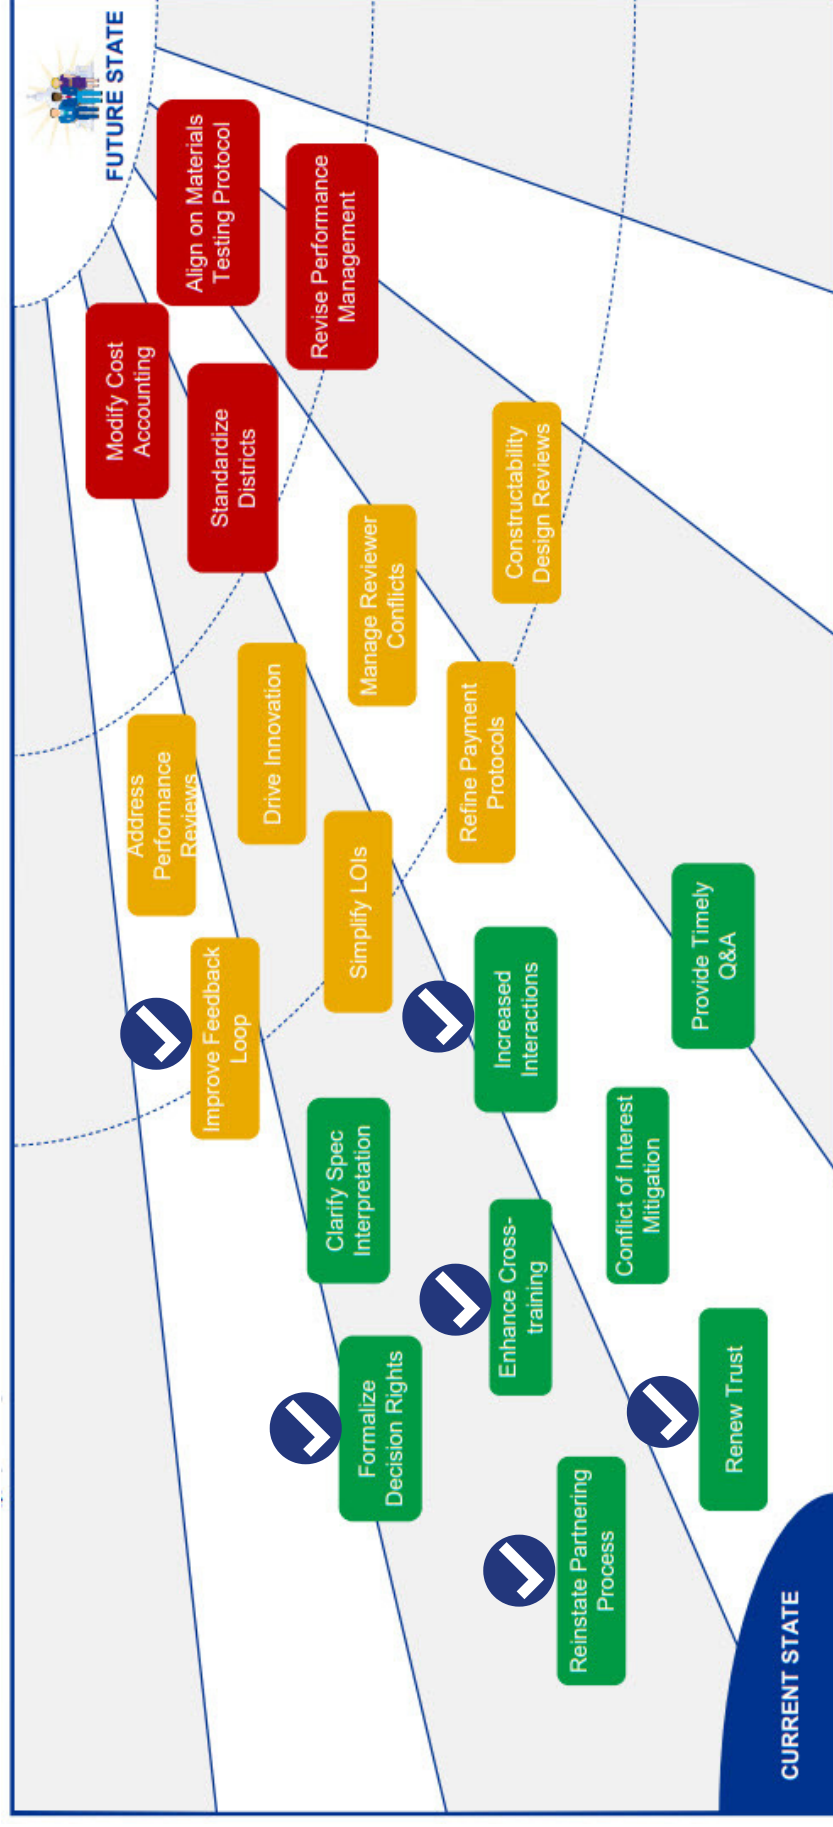 FUTURE STATE
Align on Materials
Testing Protocol
Revise Performance
Management
Modify Cost
Accounting
Standardize
Districts
Constructability
Design Reviews
Manage Reviewer
Conflicts
Drive Innovation
Refine Payment
Protocols
Address
Performance
Reviews
Simplify LOIs
Improve Feedback
Loop
Provide Timely
Q&A
Increased
Interactions
Clarify Spec
Interpretation
Conflict of Interest
Mitigation
Enhance Cross-
training
Formalize
Decision Rights
Renew Trust
Reinstate Partnering
Process
CURRENT STATE